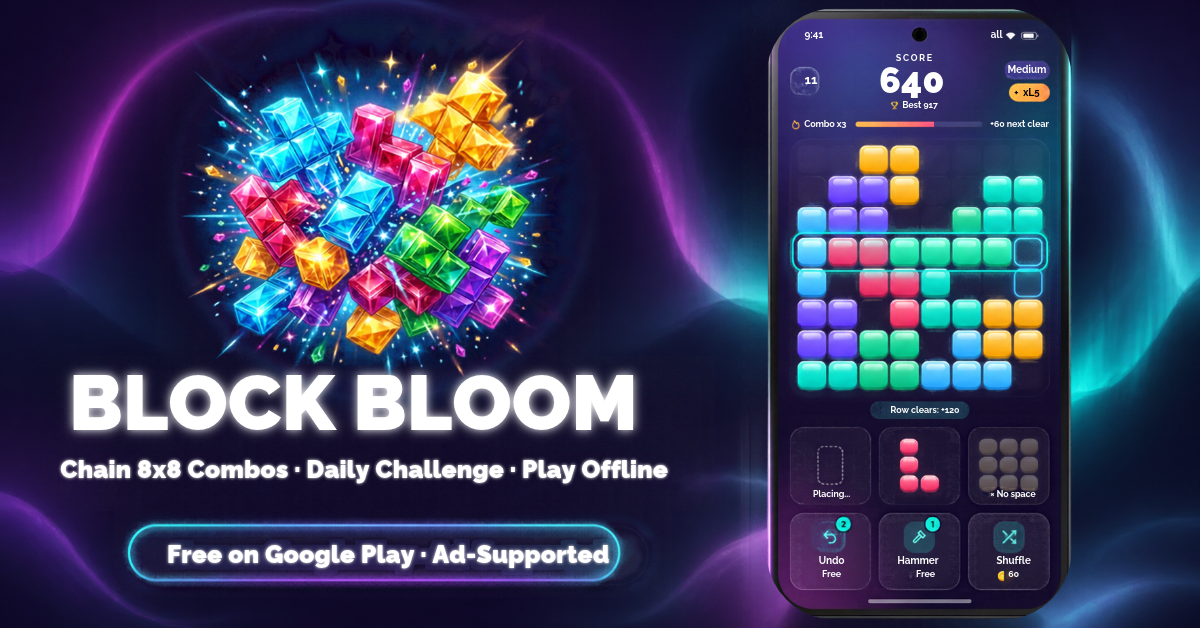 BLOCK BLOOM
Chain 8x8 Combos · Daily Challenge · Play Offline
Free on Google Play · Ad-Supported
9:41
all
SCORE
11
640
Medium
Best 917
+ xL5
Combo x3
+60 next clear
Row clears: +120
Placing...
× No space
2
1
Undo
Hammer
Shuffle
Free
Free
60